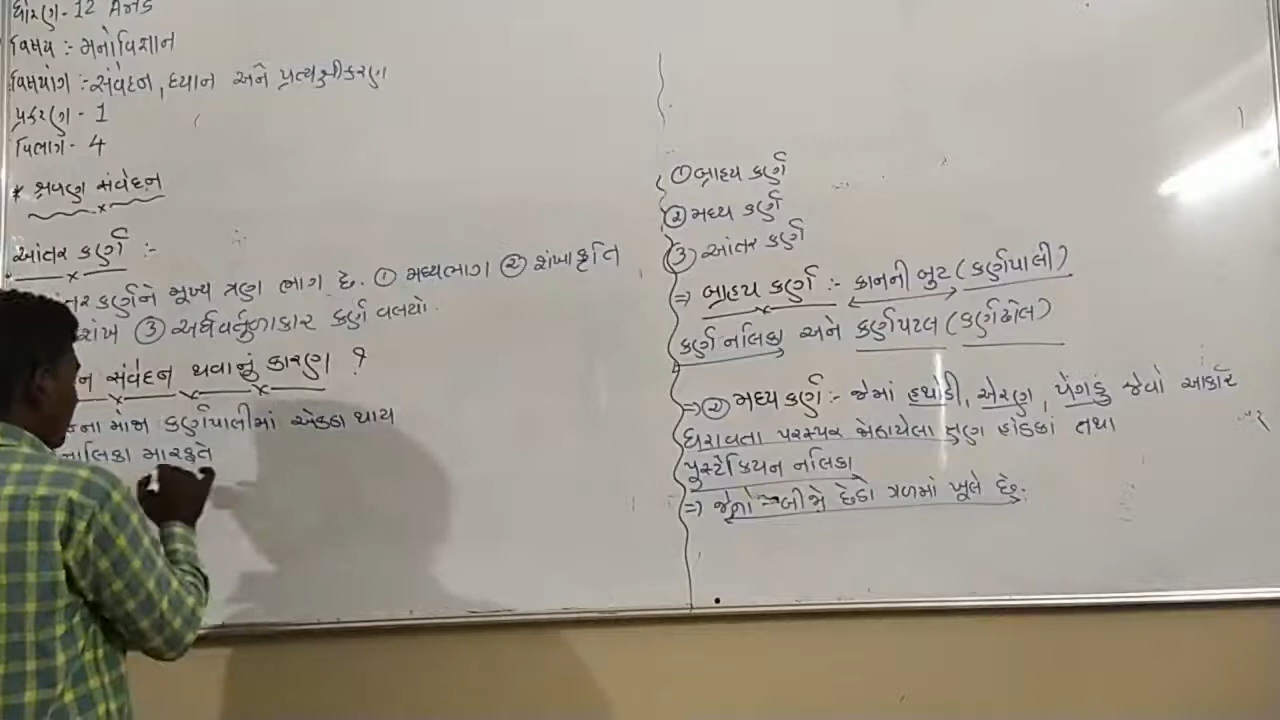 ધોરણ- 12 Arts
વિષય :- મનોવિજ્ઞાન
વિષયાંગ :- સંવેદન, ધ્યાન અને પ્રત્યક્ષીકરણ
પ્રકરણ - 1
વિભાગ- 4
* શ્રવણ સંવેદન
આંતર કર્ણ :-
કર્ણને મુખ્ય ત્રણ ભાગ છે. ① મધ્યભાગ ② શંખાકૃતિ
શંખ ③ અર્ધવર્તુળાકાર કર્ણ વલયો.
સંવેદન થવાનું કારણ ?
મોજા કર્ણપાલીમાં એકઠા થાય
નલિકા મારફતે
① બાહ્ય કર્ણ
② મધ્ય કર્ણ
③ આંતર કર્ણ
⇒ બાહ્ય કર્ણ :- કાનની બુટ (કર્ણપાલી)
કર્ણ નલિકા અને કર્ણપટલ (કર્ણઢોલ)
⇒ ② મધ્ય કર્ણ :- જેમાં હથોડી, એરણ, પેંગડું જેવો આકાર
ધરાવતા પરસ્પર જોડાયેલા ત્રણ હાડકાં તથા
યુસ્ટેકિયન નલિકા
⇒ જેનો બીજો છેડો ગળમાં ખૂલે છે.